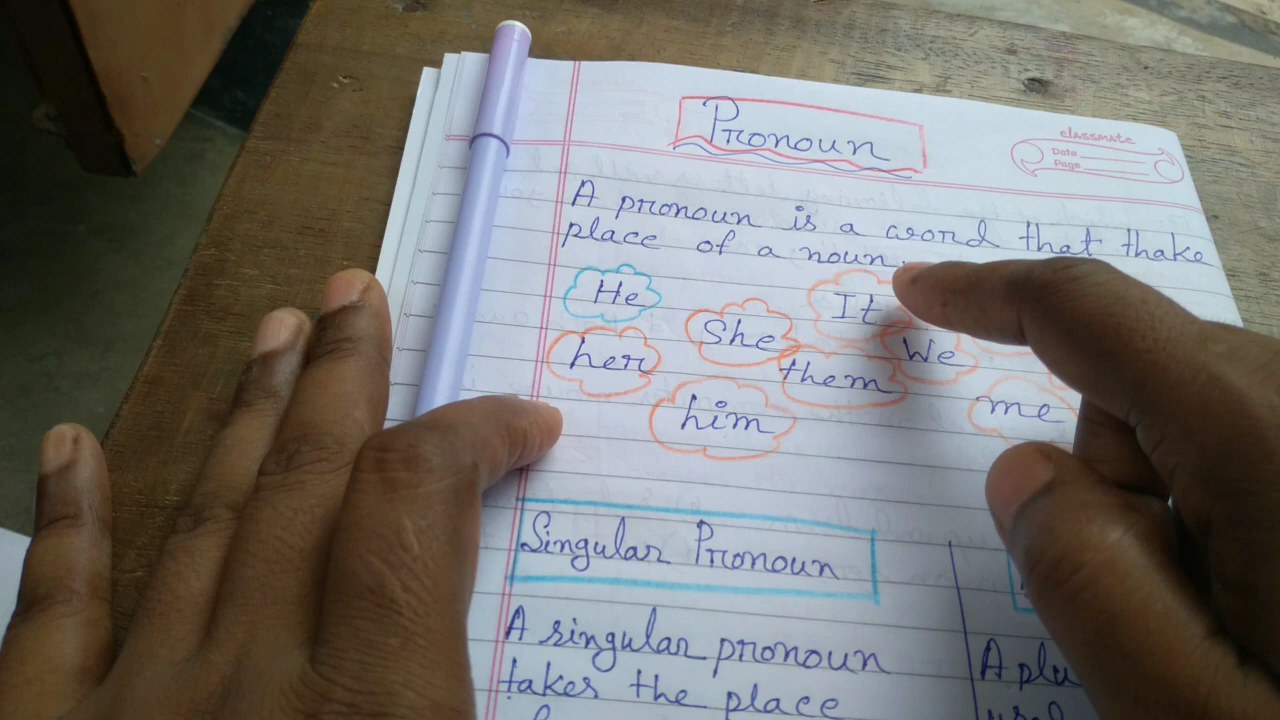 Pronoun
classmate
Date
Page
A pronoun is a word that thake
place of a noun.
He
She
It
We
her
them
me
him
Singular Pronoun
A singular pronoun
takes the place
A plu